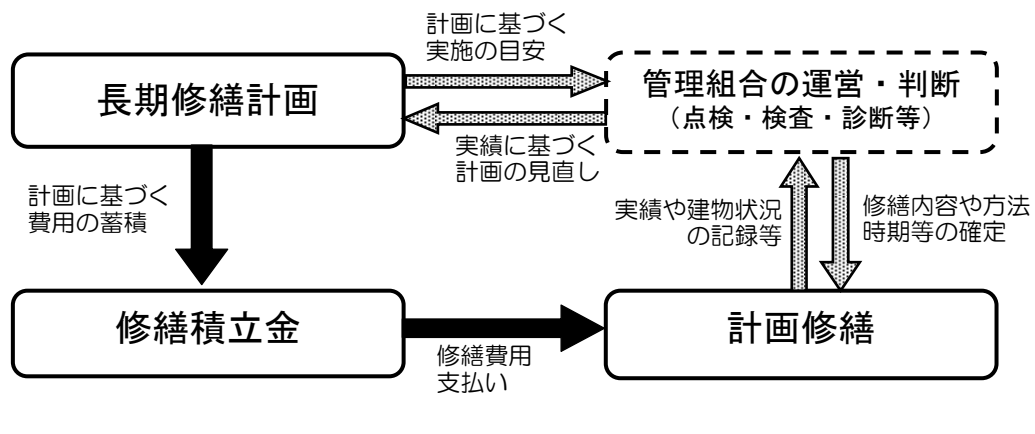 計画に基づく
実施の目安
長期修繕計画
管理組合の運営・判断
（点検・検査・診断等）
実績に基づく
計画の見直し
計画に基づく
費用の蓄積
実績や建物状況
の記録等
修繕内容や方法
時期等の確定
修繕積立金
計画修繕
修繕費用
支払い